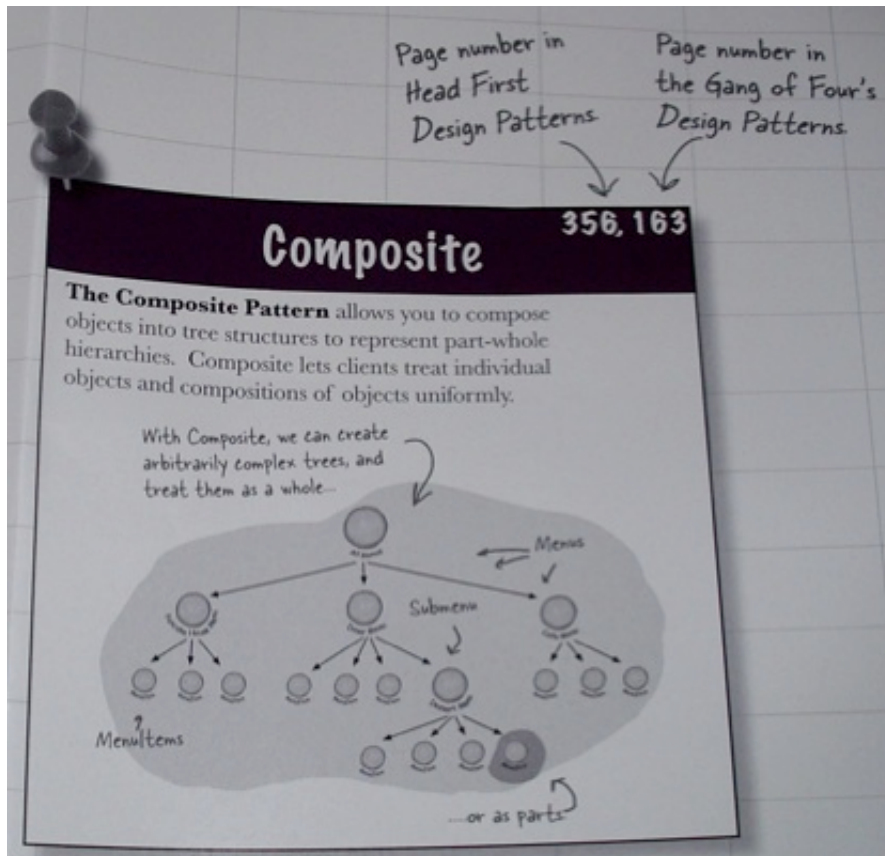 Page number in
Head First
Design Patterns
Page number in
the Gang of Four's
Design Patterns.
356, 163
Composite
The Composite Pattern allows you to compose
objects into tree structures to represent part-whole
hierarchies. Composite lets clients treat individual
objects and compositions of objects uniformly.
With Composite, we can create
arbitrarily complex trees, and
treat them as a whole...
Menus
Submenu
MenuItems
...or as parts